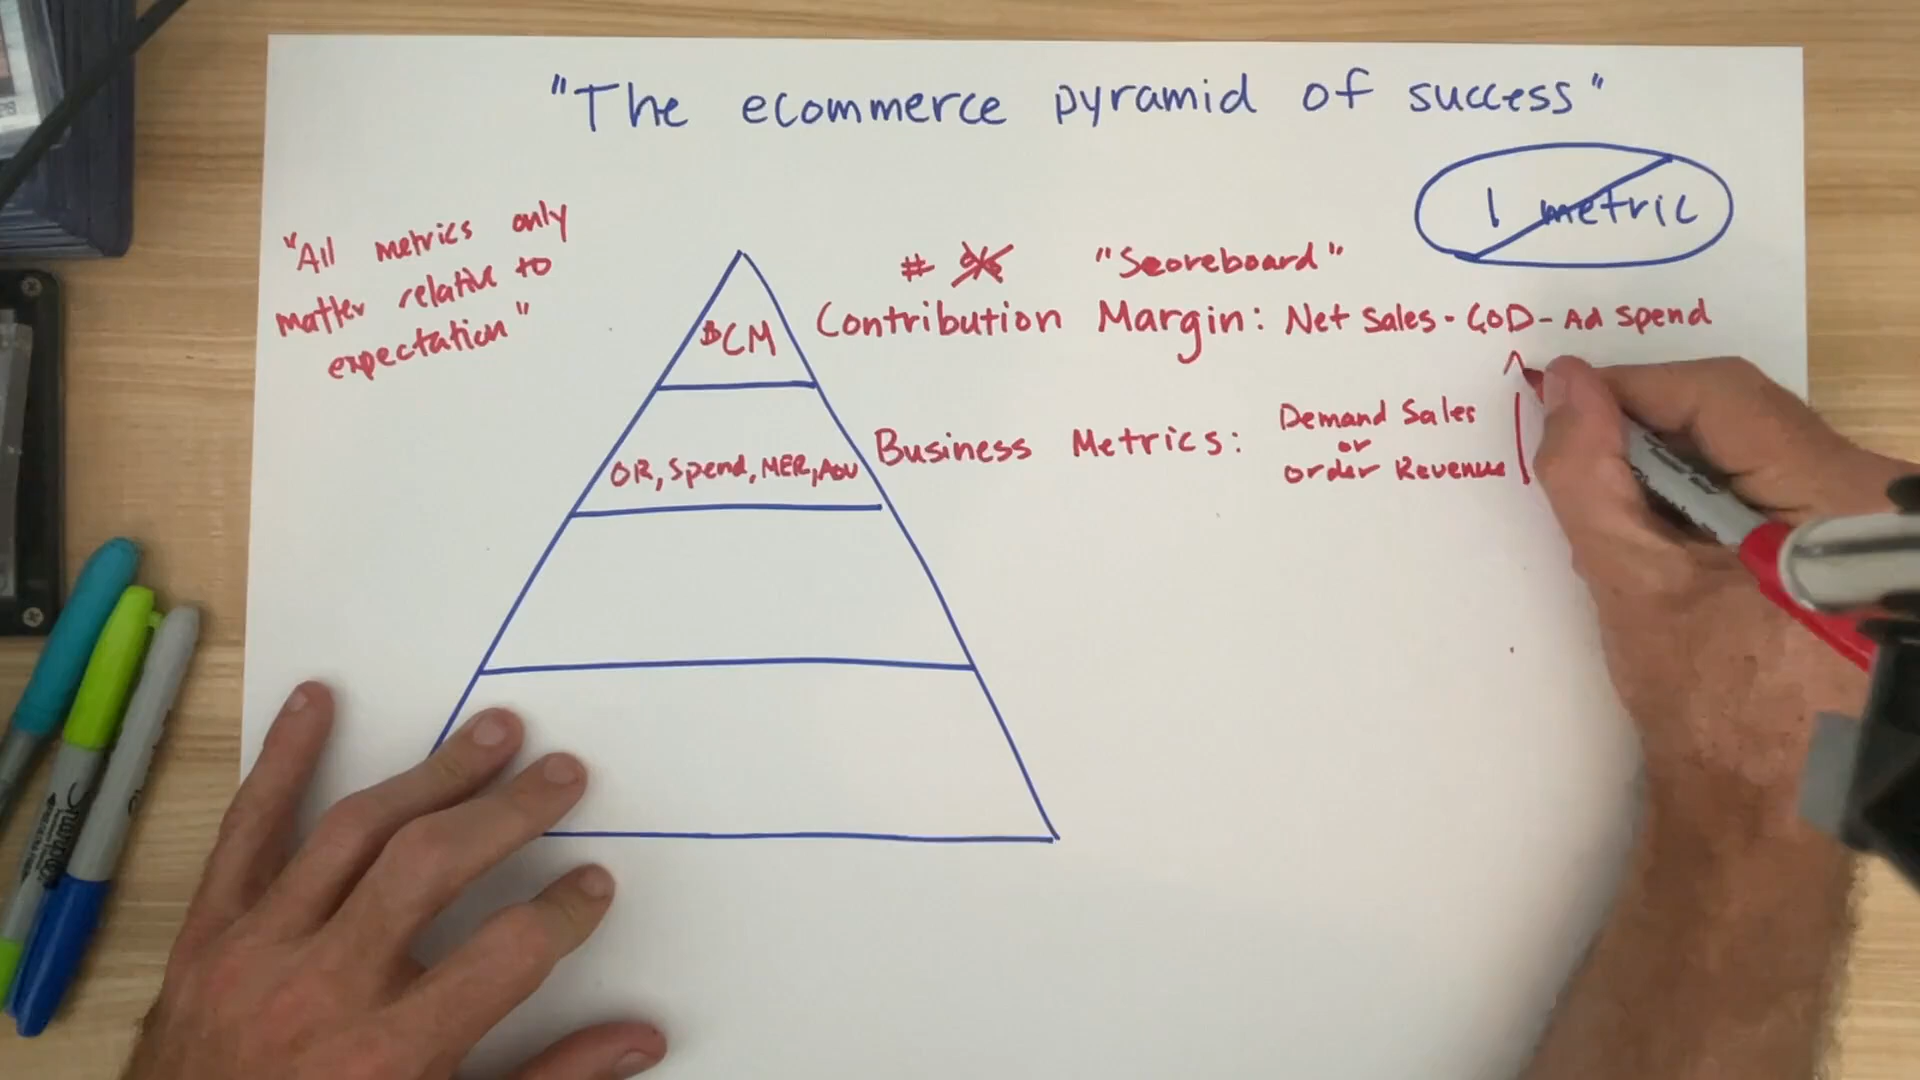 "The ecommerce pyramid of success"
1 metric
"All metrics only
matter relative to
expectation"
# "Scoreboard"
$CM
Contribution Margin: Net Sales - COD - Ad Spend
Business Metrics:
Demand Sales
or
order Revenue
OR, Spend, MER, AOV
Sharpie